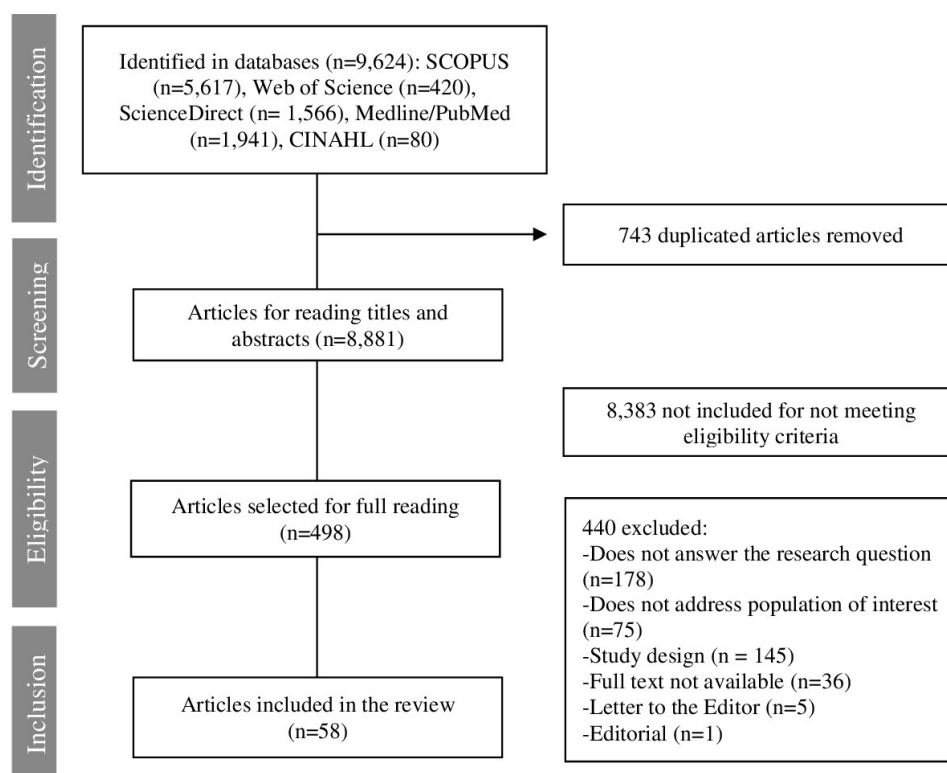 Identification
Identified in databases (n=9,624): SCOPUS
(n=5,617), Web of Science (n=420),
ScienceDirect (n= 1,566), Medline/PubMed
(n=1,941), CINAHL (n=80)
743 duplicated articles removed
Screening
Articles for reading titles and
abstracts (n=8,881)
8,383 not included for not meeting
eligibility criteria
Eligibility
Articles selected for full reading
(n=498)
440 excluded:
-Does not answer the research question
(n=178)
-Does not address population of interest
(n=75)
-Study design (n = 145)
-Full text not available (n=36)
-Letter to the Editor (n=5)
-Editorial (n=1)
Inclusion
Articles included in the review
(n=58)